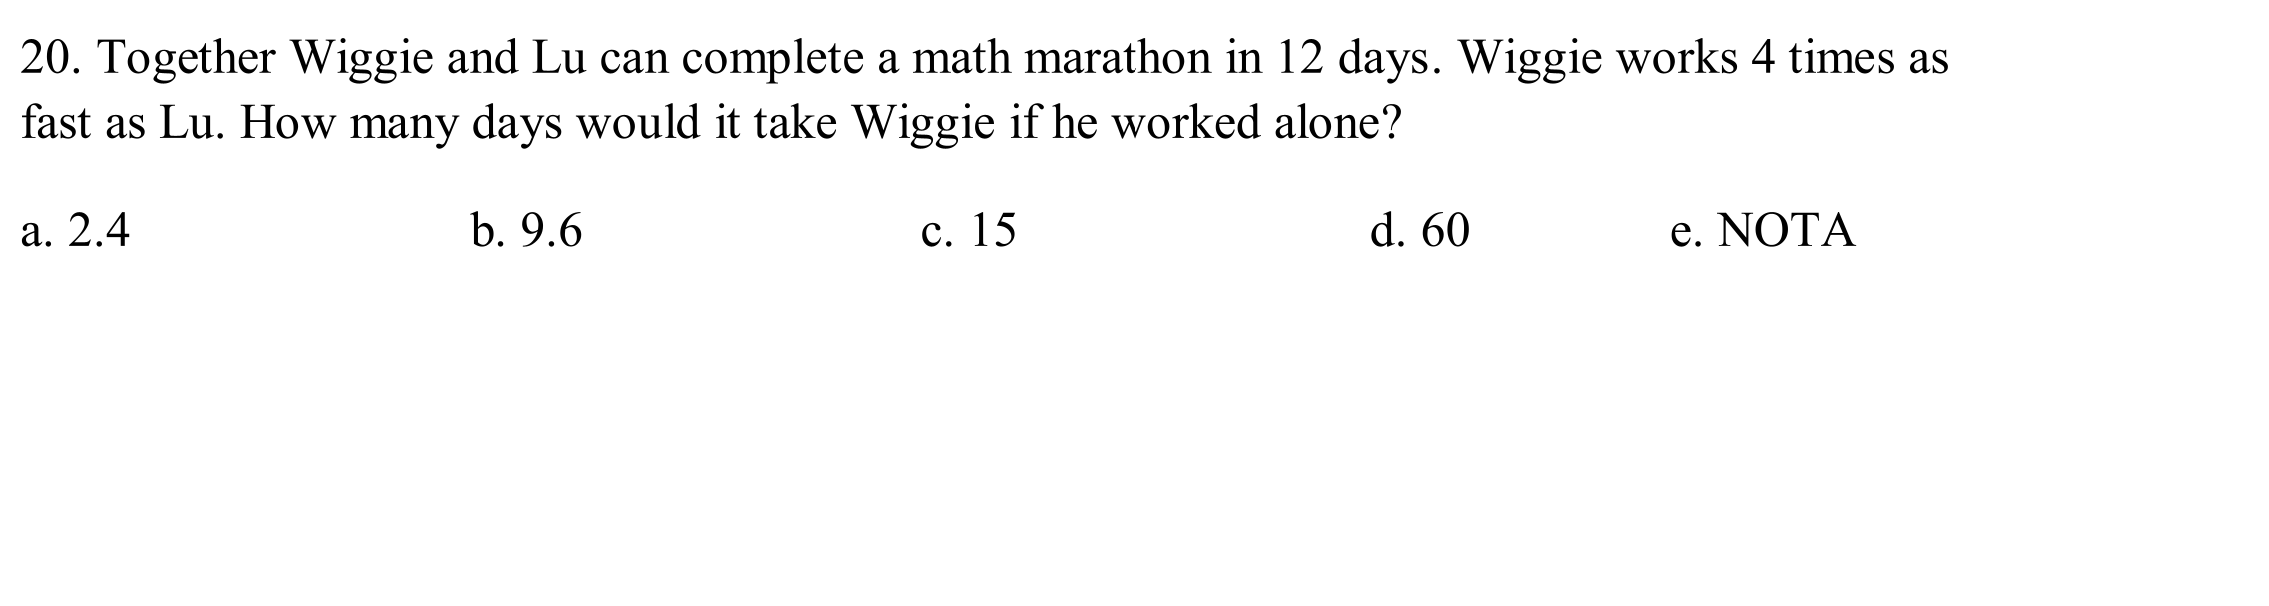 20. Together Wiggie and Lu can complete a math marathon in 12 days. Wiggie works 4 times as
fast as Lu. How many days would it take Wiggie if he worked alone?
a. 2.4 b. 9.6 c. 15 d. 60 e. NOTA